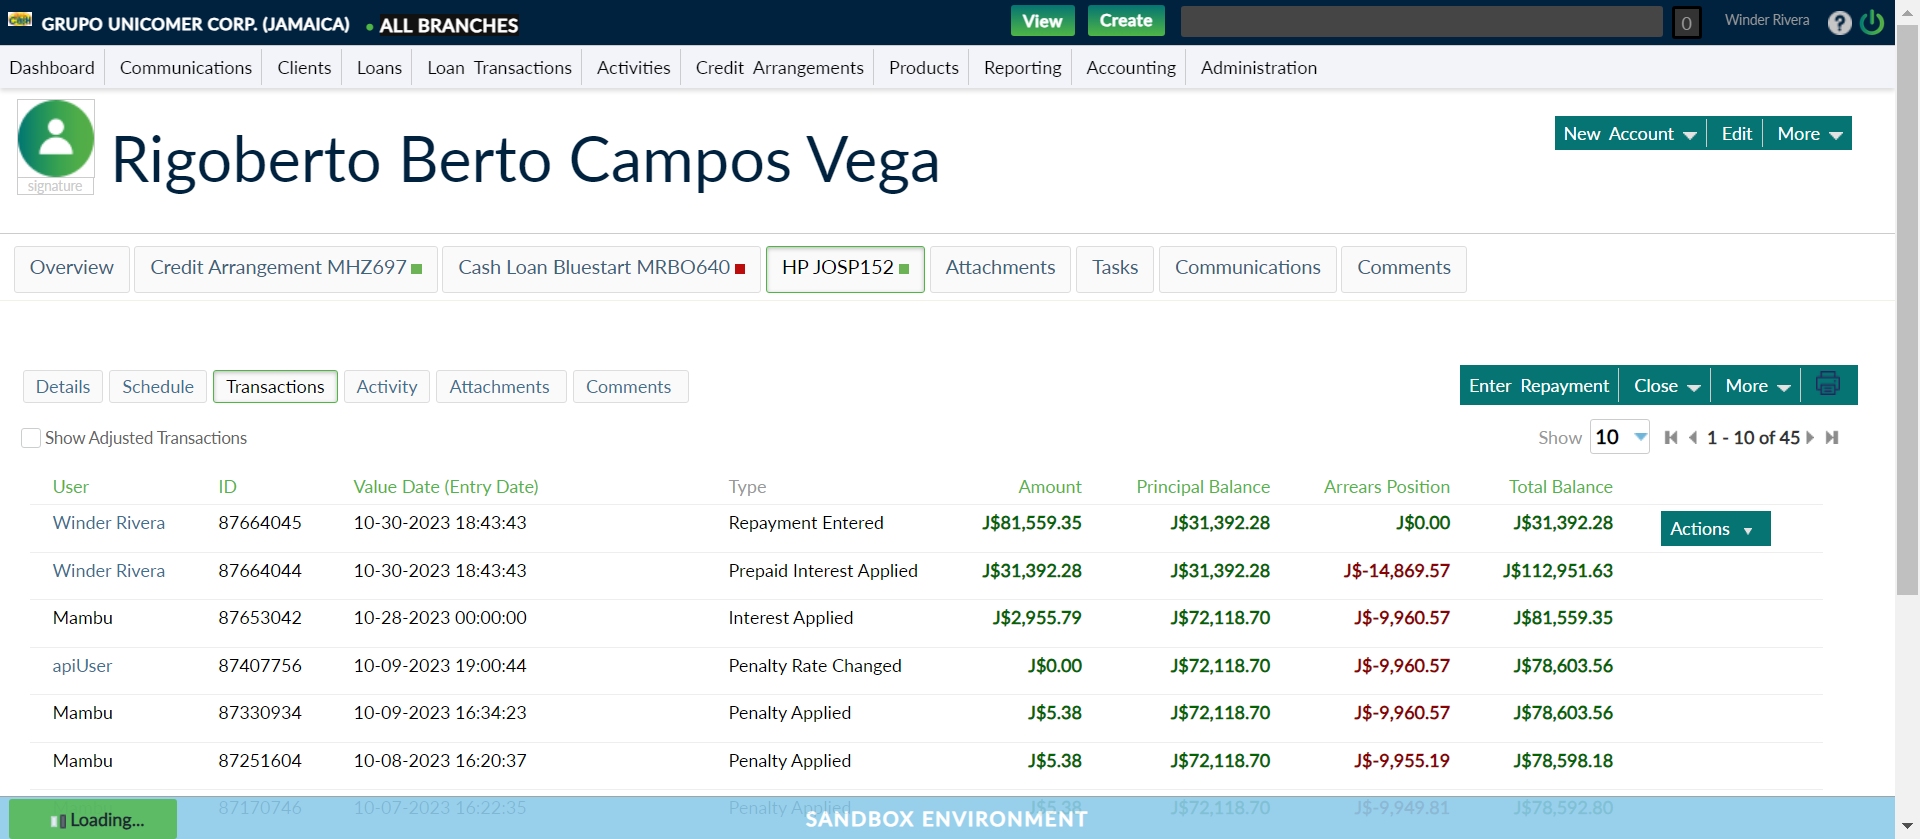 GRUPO UNICOMER CORP. (JAMAICA) ALL BRANCHES View Create 0 Winder Rivera ?
Dashboard Communications Clients Loans Loan Transactions Activities Credit Arrangements Products Reporting Accounting Administration
signature
Rigoberto Berto Campos Vega
New Account Edit More
Overview Credit Arrangement MHZ697 Cash Loan Bluestart MRBO640 HP JOSP152 Attachments Tasks Communications Comments
Details Schedule Transactions Activity Attachments Comments Enter Repayment Close More
Show Adjusted Transactions Show 10 1 - 10 of 45
User ID Value Date (Entry Date) Type Amount Principal Balance Arrears Position Total Balance
Winder Rivera 87664045 10-30-2023 18:43:43 Repayment Entered J$81,559.35 J$31,392.28 J$0.00 J$31,392.28 Actions
Winder Rivera 87664044 10-30-2023 18:43:43 Prepaid Interest Applied J$31,392.28 J$31,392.28 J$-14,869.57 J$112,951.63
Mambu 87653042 10-28-2023 00:00:00 Interest Applied J$2,955.79 J$72,118.70 J$-9,960.57 J$81,559.35
apiUser 87407756 10-09-2023 19:00:44 Penalty Rate Changed J$0.00 J$72,118.70 J$-9,960.57 J$78,603.56
Mambu 87330934 10-09-2023 16:34:23 Penalty Applied J$5.38 J$72,118.70 J$-9,960.57 J$78,603.56
Mambu 87251604 10-08-2023 16:20:37 Penalty Applied J$5.38 J$72,118.70 J$-9,955.19 J$78,598.18
Mambu 87170746 10-07-2023 16:22:35 Penalty Applied J$5.38 J$72,118.70 J$-9,949.81 J$78,592.80
Loading... SANDBOX ENVIRONMENT